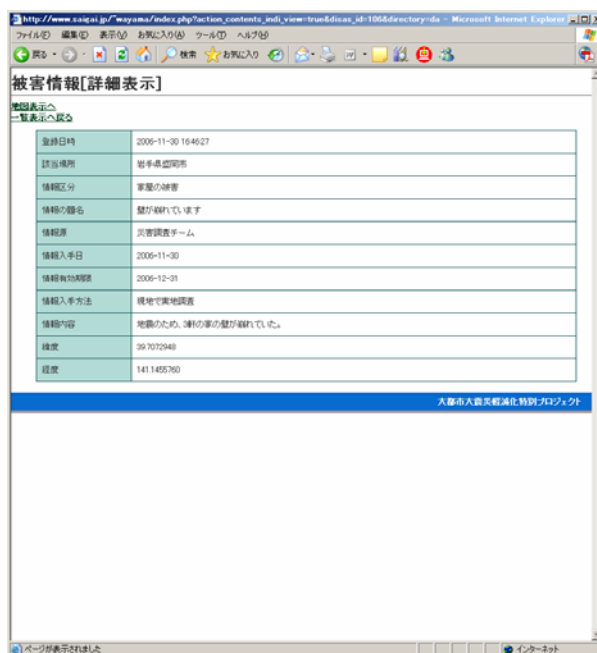 http://www.saigai.jp/~wayama/index.php?action_contents_indi_view=true&disas_id=106&directory=da - Microsoft Internet Explorer
ファイル(F) 編集(E) 表示(V) お気に入り(A) ツール(T) ヘルプ(H)
戻る 検索 お気に入り
被害情報[詳細表示]
地図表示へ
一覧表示へ戻る
登録日時 2006-11-30 16:46:27
該当場所 岩手県盛岡市
情報区分 家屋の被害
情報の題名 壁が崩れています
情報源 災害調査チーム
情報入手日 2006-11-30
情報有効期限 2006-12-31
情報入手方法 現地で実地調査
情報内容 地震のため、3軒の家の壁が崩れていた。
緯度 39.7072948
経度 141.1455760
大都市大震災軽減化特別プロジェクト
ページが表示されました インターネット